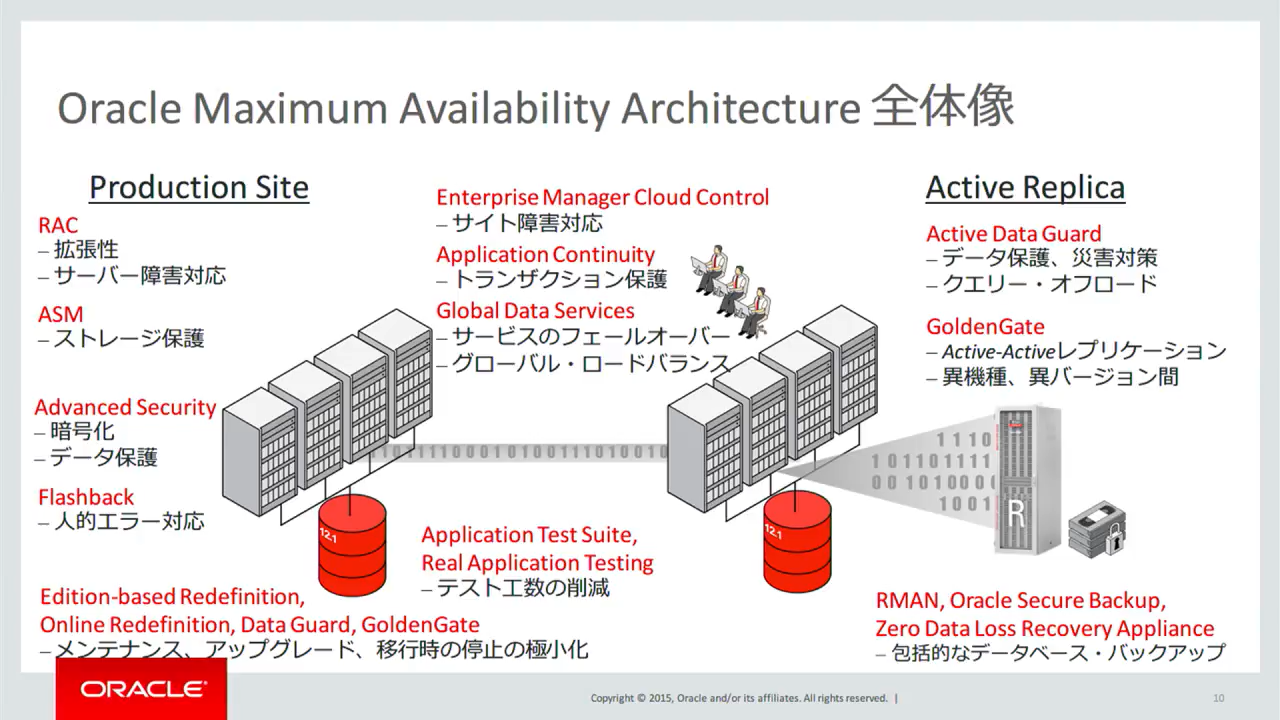 Oracle Maximum Availability Architecture 全体像
Production Site
RAC
– 拡張性
– サーバー障害対応
ASM
– ストレージ保護
Advanced Security
– 暗号化
– データ保護
Flashback
– 人的エラー対応
Edition-based Redefinition,
Online Redefinition, Data Guard, GoldenGate
– メンテナンス、アップグレード、移行時の停止の極小化
Enterprise Manager Cloud Control
– サイト障害対応
Application Continuity
– トランザクション保護
Global Data Services
– サービスのフェールオーバー
– グローバル・ロードバランス
12.1
Application Test Suite,
Real Application Testing
– テスト工数の削減
12.1
Active Replica
Active Data Guard
– データ保護、災害対策
– クエリー・オフロード
GoldenGate
– Active-Activeレプリケーション
– 異機種、異バージョン間
1110
101101111
00 101000
1001
R
RMAN, Oracle Secure Backup,
Zero Data Loss Recovery Appliance
– 包括的なデータベース・バックアップ
ORACLE
Copyright © 2015, Oracle and/or its affiliates. All rights reserved. |
10